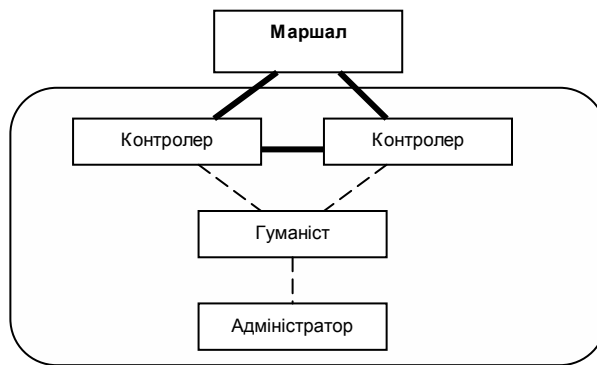 Маршал
Контролер
Контролер
Гуманіст
Адміністратор